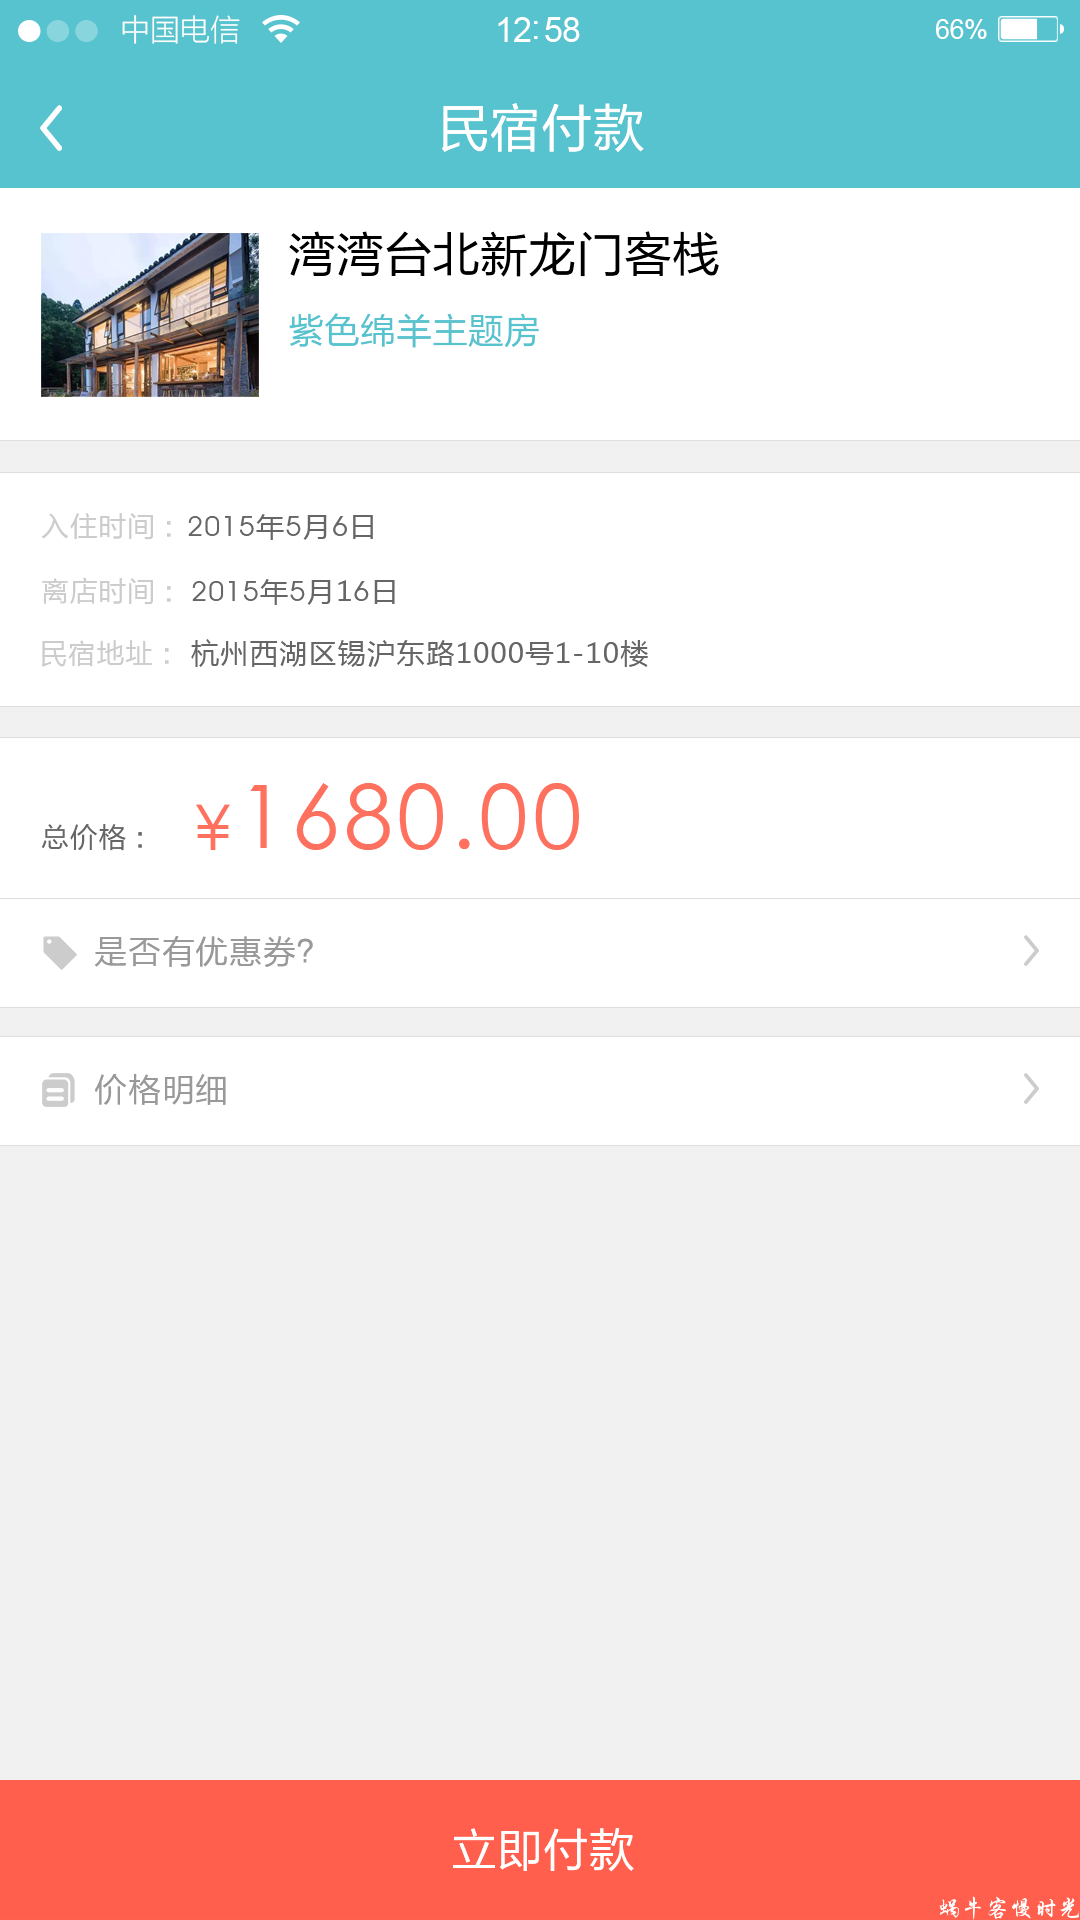 中国电信 12:58 66%
民宿付款
湾湾台北新龙门客栈
紫色绵羊主题房
入住时间：2015年5月6日
离店时间：2015年5月16日
民宿地址：杭州西湖区锡沪东路1000号1-10楼
总价格：¥1680.00
是否有优惠券?
价格明细
立即付款
蜗牛客慢时光